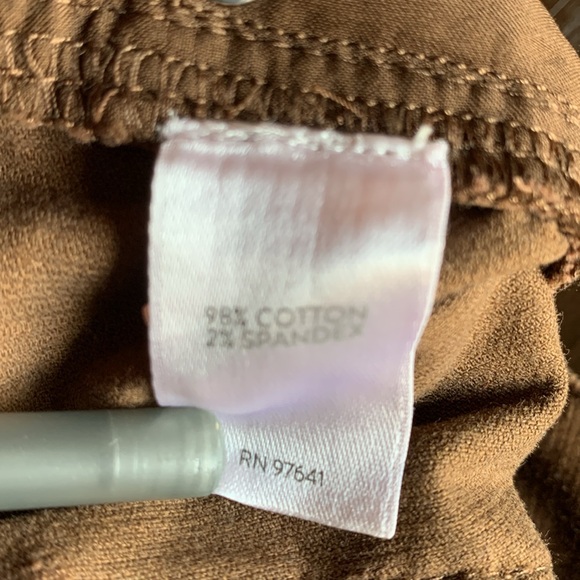 98% COTTON
2% SPANDEX
RN 97641